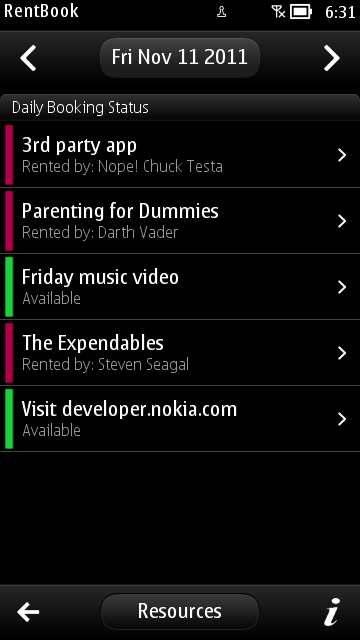 RentBook
6:31
Fri Nov 11 2011
Daily Booking Status
3rd party app
Rented by: Nope! Chuck Testa
Parenting for Dummies
Rented by: Darth Vader
Friday music video
Available
The Expendables
Rented by: Steven Seagal
Visit developer.nokia.com
Available
Resources
i